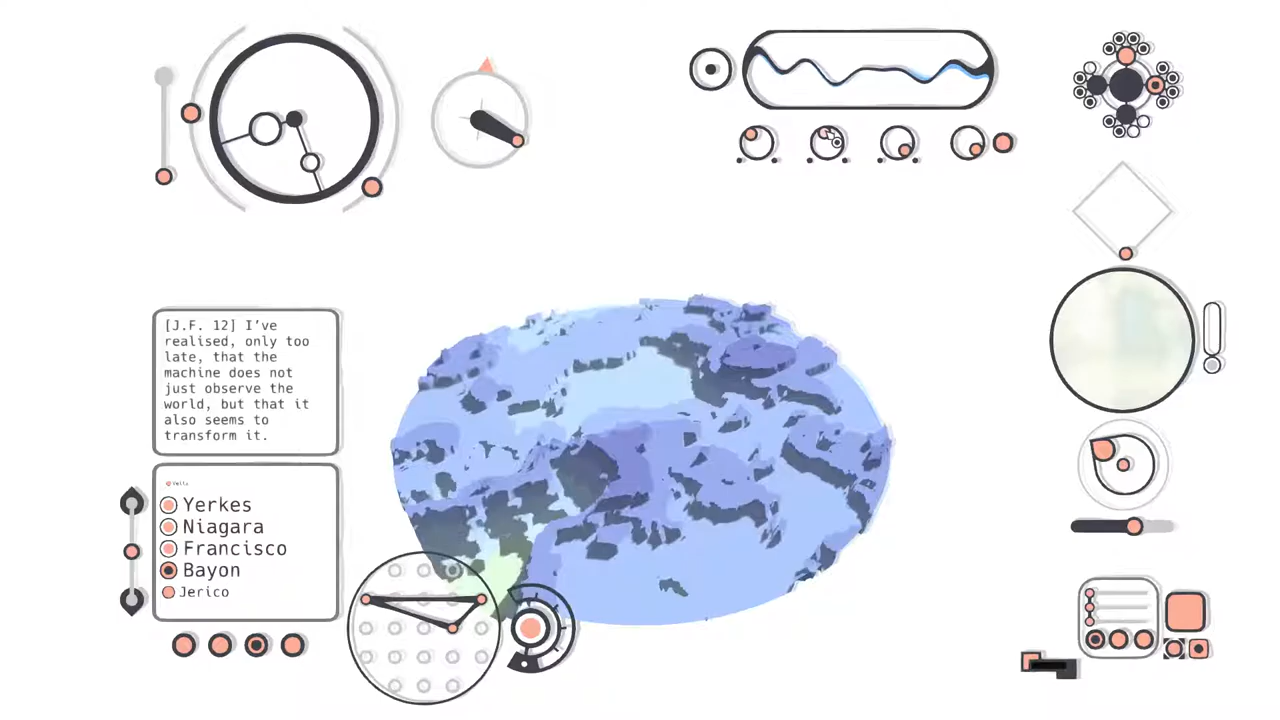 [J.F. 12] I’ve
realised, only too
late, that the
machine does not
just observe the
world, but that it
also seems to
transform it.
Yerkes
Niagara
Francisco
Bayon
Jerico